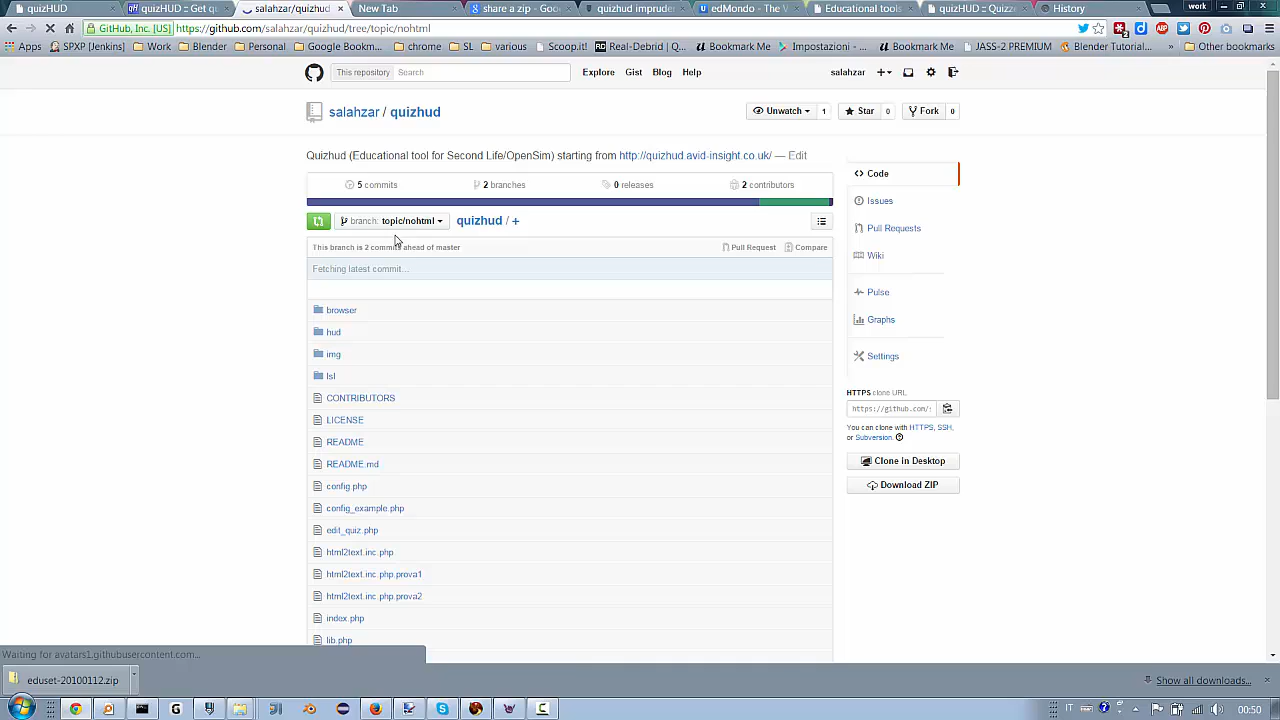 quizHUD
quizHUD :: Get qu
salahzar/quizhud
New Tab
share a zip - Goo
quizhud imprude
edMondo - The V
Educational tools
quizHUD :: Quizz
History
work
GitHub, Inc. [US] https://github.com/salahzar/quizhud/tree/topic/nohtml
Apps SPXP [Jenkins] Work Blender Personal Google Bookm... chrome SL various Scoop.it! Real-Debrid | Q... Bookmark Me Impostazioni - ... Bookmark Me JASS-2 PREMIUM Blender Tutorial... » Other bookmarks
This repository Search Explore Gist Blog Help salahzar
salahzar / quizhud Unwatch 1 Star 0 Fork 0
Quizhud (Educational tool for Second Life/OpenSim) starting from http://quizhud.avid-insight.co.uk/ — Edit
5 commits 2 branches 0 releases 2 contributors
branch: topic/nohtml quizhud / +
This branch is 2 commits ahead of master Pull Request Compare
Fetching latest commit...
browser
hud
img
lsl
CONTRIBUTORS
LICENSE
README
README.md
config.php
config_example.php
edit_quiz.php
html2text.inc.php
html2text.inc.php.prova1
html2text.inc.php.prova2
index.php
lib.php
Code
Issues
Pull Requests
Wiki
Pulse
Graphs
Settings
HTTPS clone URL
https://github.com/
You can clone with HTTPS, SSH,
or Subversion.
Clone in Desktop
Download ZIP
Waiting for avatars1.githubusercontent.com...
eduset-20100112.zip
Show all downloads...
IT 00:50